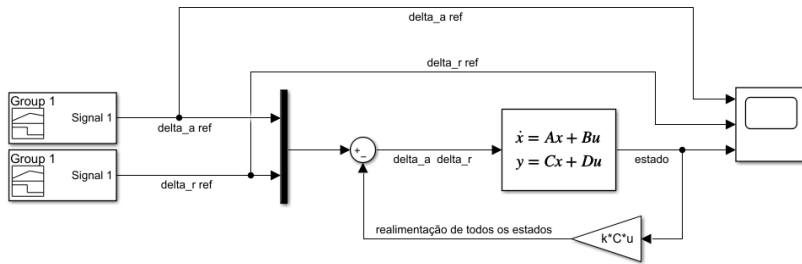 delta_a ref
delta_r ref
Group 1
Signal 1
delta_a ref
Group 1
Signal 1
delta_r ref
+
−
delta_a delta_r
ẋ = Ax + Bu
y = Cx + Du
estado
realimentação de todos os estados
k*C*u